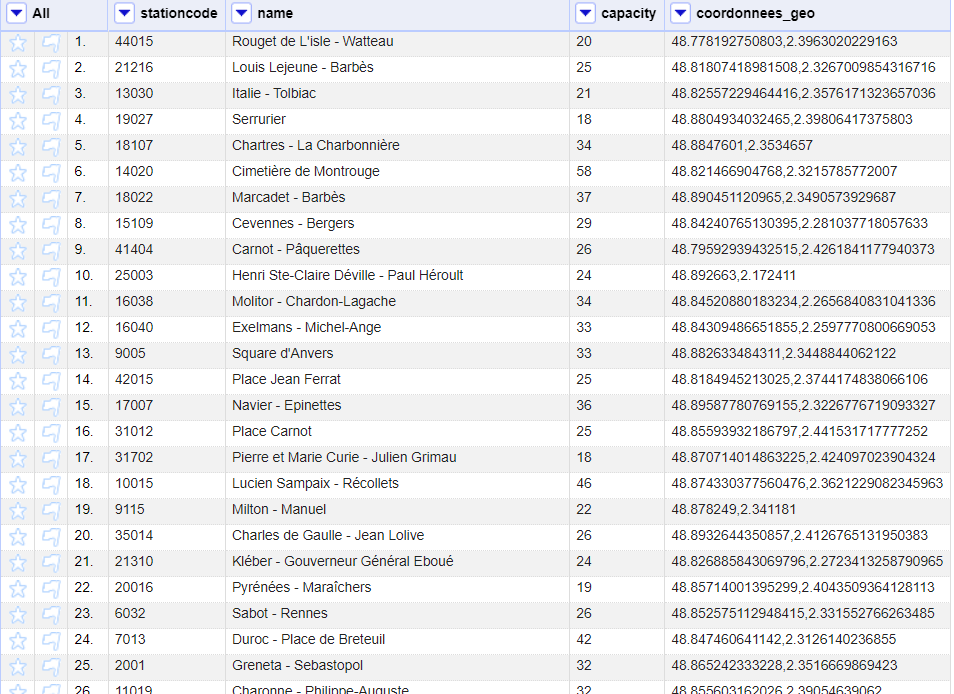 All stationcode name capacity coordonnees_geo
1. 44015 Rouget de L'isle - Watteau 20 48.778192750803,2.3963020229163
2. 21216 Louis Lejeune - Barbès 25 48.81807418981508,2.3267009854316716
3. 13030 Italie - Tolbiac 21 48.82557229464416,2.3576171323657036
4. 19027 Serrurier 18 48.8804934032465,2.39806417375803
5. 18107 Chartres - La Charbonnière 34 48.8847601,2.3534657
6. 14020 Cimetière de Montrouge 58 48.821466904768,2.3215785772007
7. 18022 Marcadet - Barbès 37 48.890451120965,2.3490573929687
8. 15109 Cevennes - Bergers 29 48.84240765130395,2.281037718057633
9. 41404 Carnot - Pâquerettes 26 48.79592939432515,2.4261841177940373
10. 25003 Henri Ste-Claire Déville - Paul Héroult 24 48.892663,2.172411
11. 16038 Molitor - Chardon-Lagache 34 48.84520880183234,2.2656840831041336
12. 16040 Exelmans - Michel-Ange 33 48.84309486651855,2.2597770800669053
13. 9005 Square d'Anvers 33 48.882633484311,2.3448844062122
14. 42015 Place Jean Ferrat 25 48.8184945213025,2.3744174838066106
15. 17007 Navier - Epinettes 36 48.89587780769155,2.3226776719093327
16. 31012 Place Carnot 25 48.85593932186797,2.441531717777252
17. 31702 Pierre et Marie Curie - Julien Grimau 18 48.870714014863225,2.424097023904324
18. 10015 Lucien Sampaix - Récollets 46 48.874330377560476,2.3621229082345963
19. 9115 Milton - Manuel 22 48.878249,2.341181
20. 35014 Charles de Gaulle - Jean Lolive 26 48.8932644350857,2.4126765131950383
21. 21310 Kléber - Gouverneur Général Eboué 24 48.826885843069796,2.2723413258790965
22. 20016 Pyrénées - Maraîchers 19 48.85714001395299,2.4043509364128113
23. 6032 Sabot - Rennes 26 48.852575112948415,2.331552766263485
24. 7013 Duroc - Place de Breteuil 42 48.847460641142,2.3126140236855
25. 2001 Greneta - Sebastopol 32 48.865242333228,2.3516669869423
26. 11019 Charonne - Philippe-Auguste 32 48.855603162026,2.39054639062